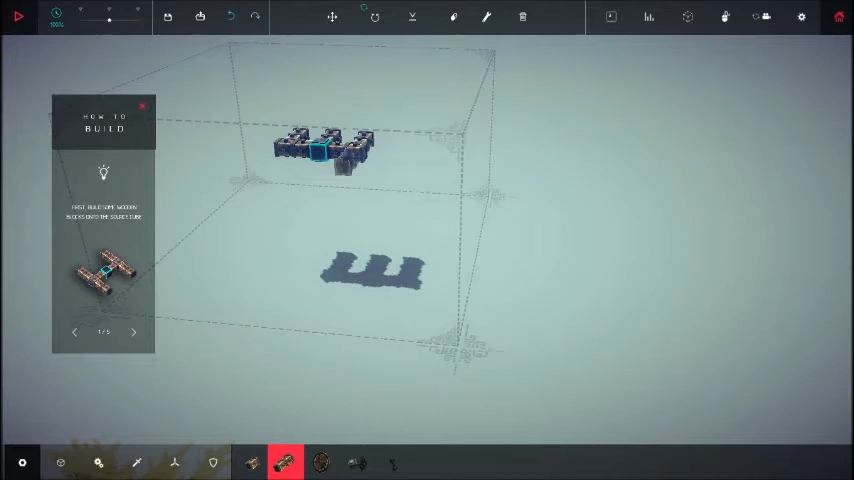 100%
HOW TO
BUILD
FIRST, BUILD SOME WOODEN
BLOCKS ONTO THE SOURCE CUBE
1/5